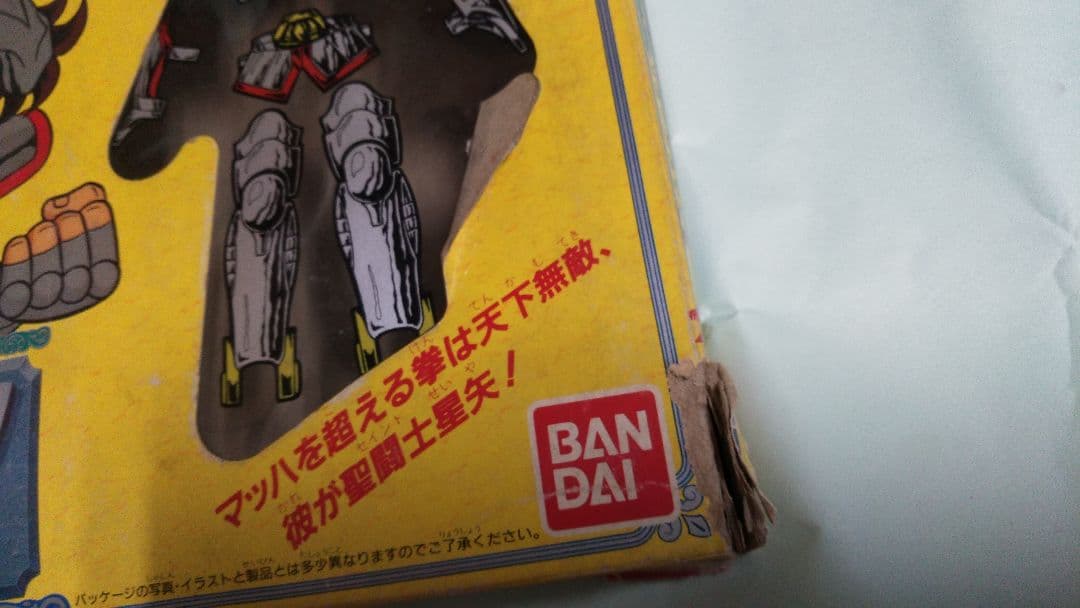 マッハを超える拳は天下無敵、
彼が聖闘士星矢！
BAN
DAI
パッケージの写真・イラストと製品とは多少異なりますのでご了承ください。